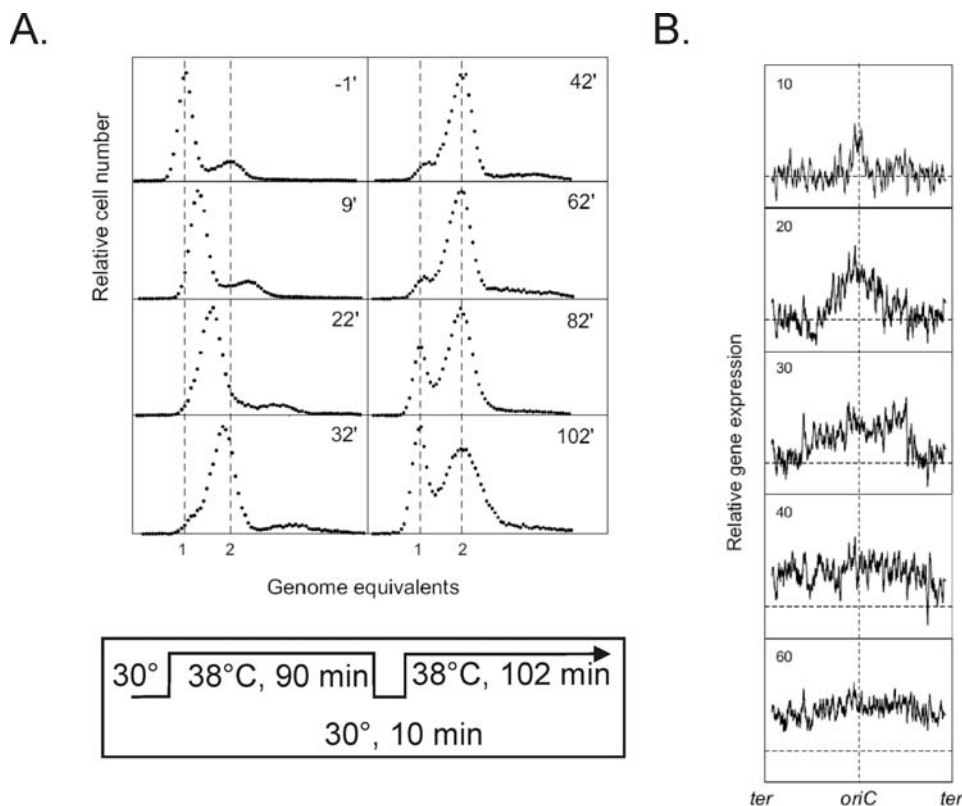 A.
Relative cell number
-1'
42'
9'
62'
22'
82'
32'
102'
1 2 1 2
Genome equivalents
30° 38°C, 90 min 38°C, 102 min
30°, 10 min
B.
Relative gene expression
10
20
30
40
60
ter oriC ter